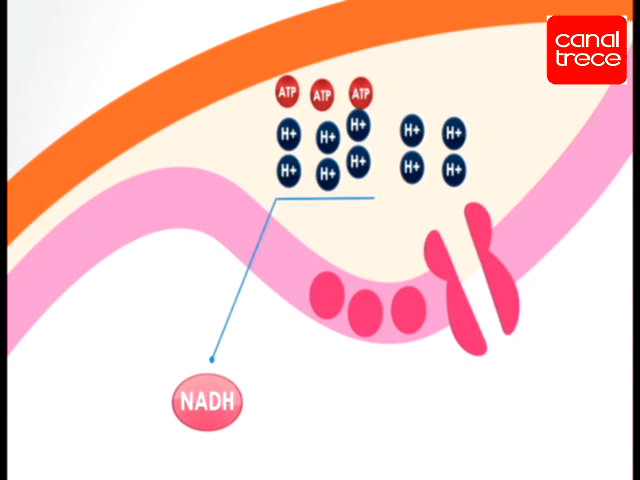 canal
trece
ATP ATP ATP
H+ H+ H+ H+ H+
H+ H+ H+ H+ H+
NADH